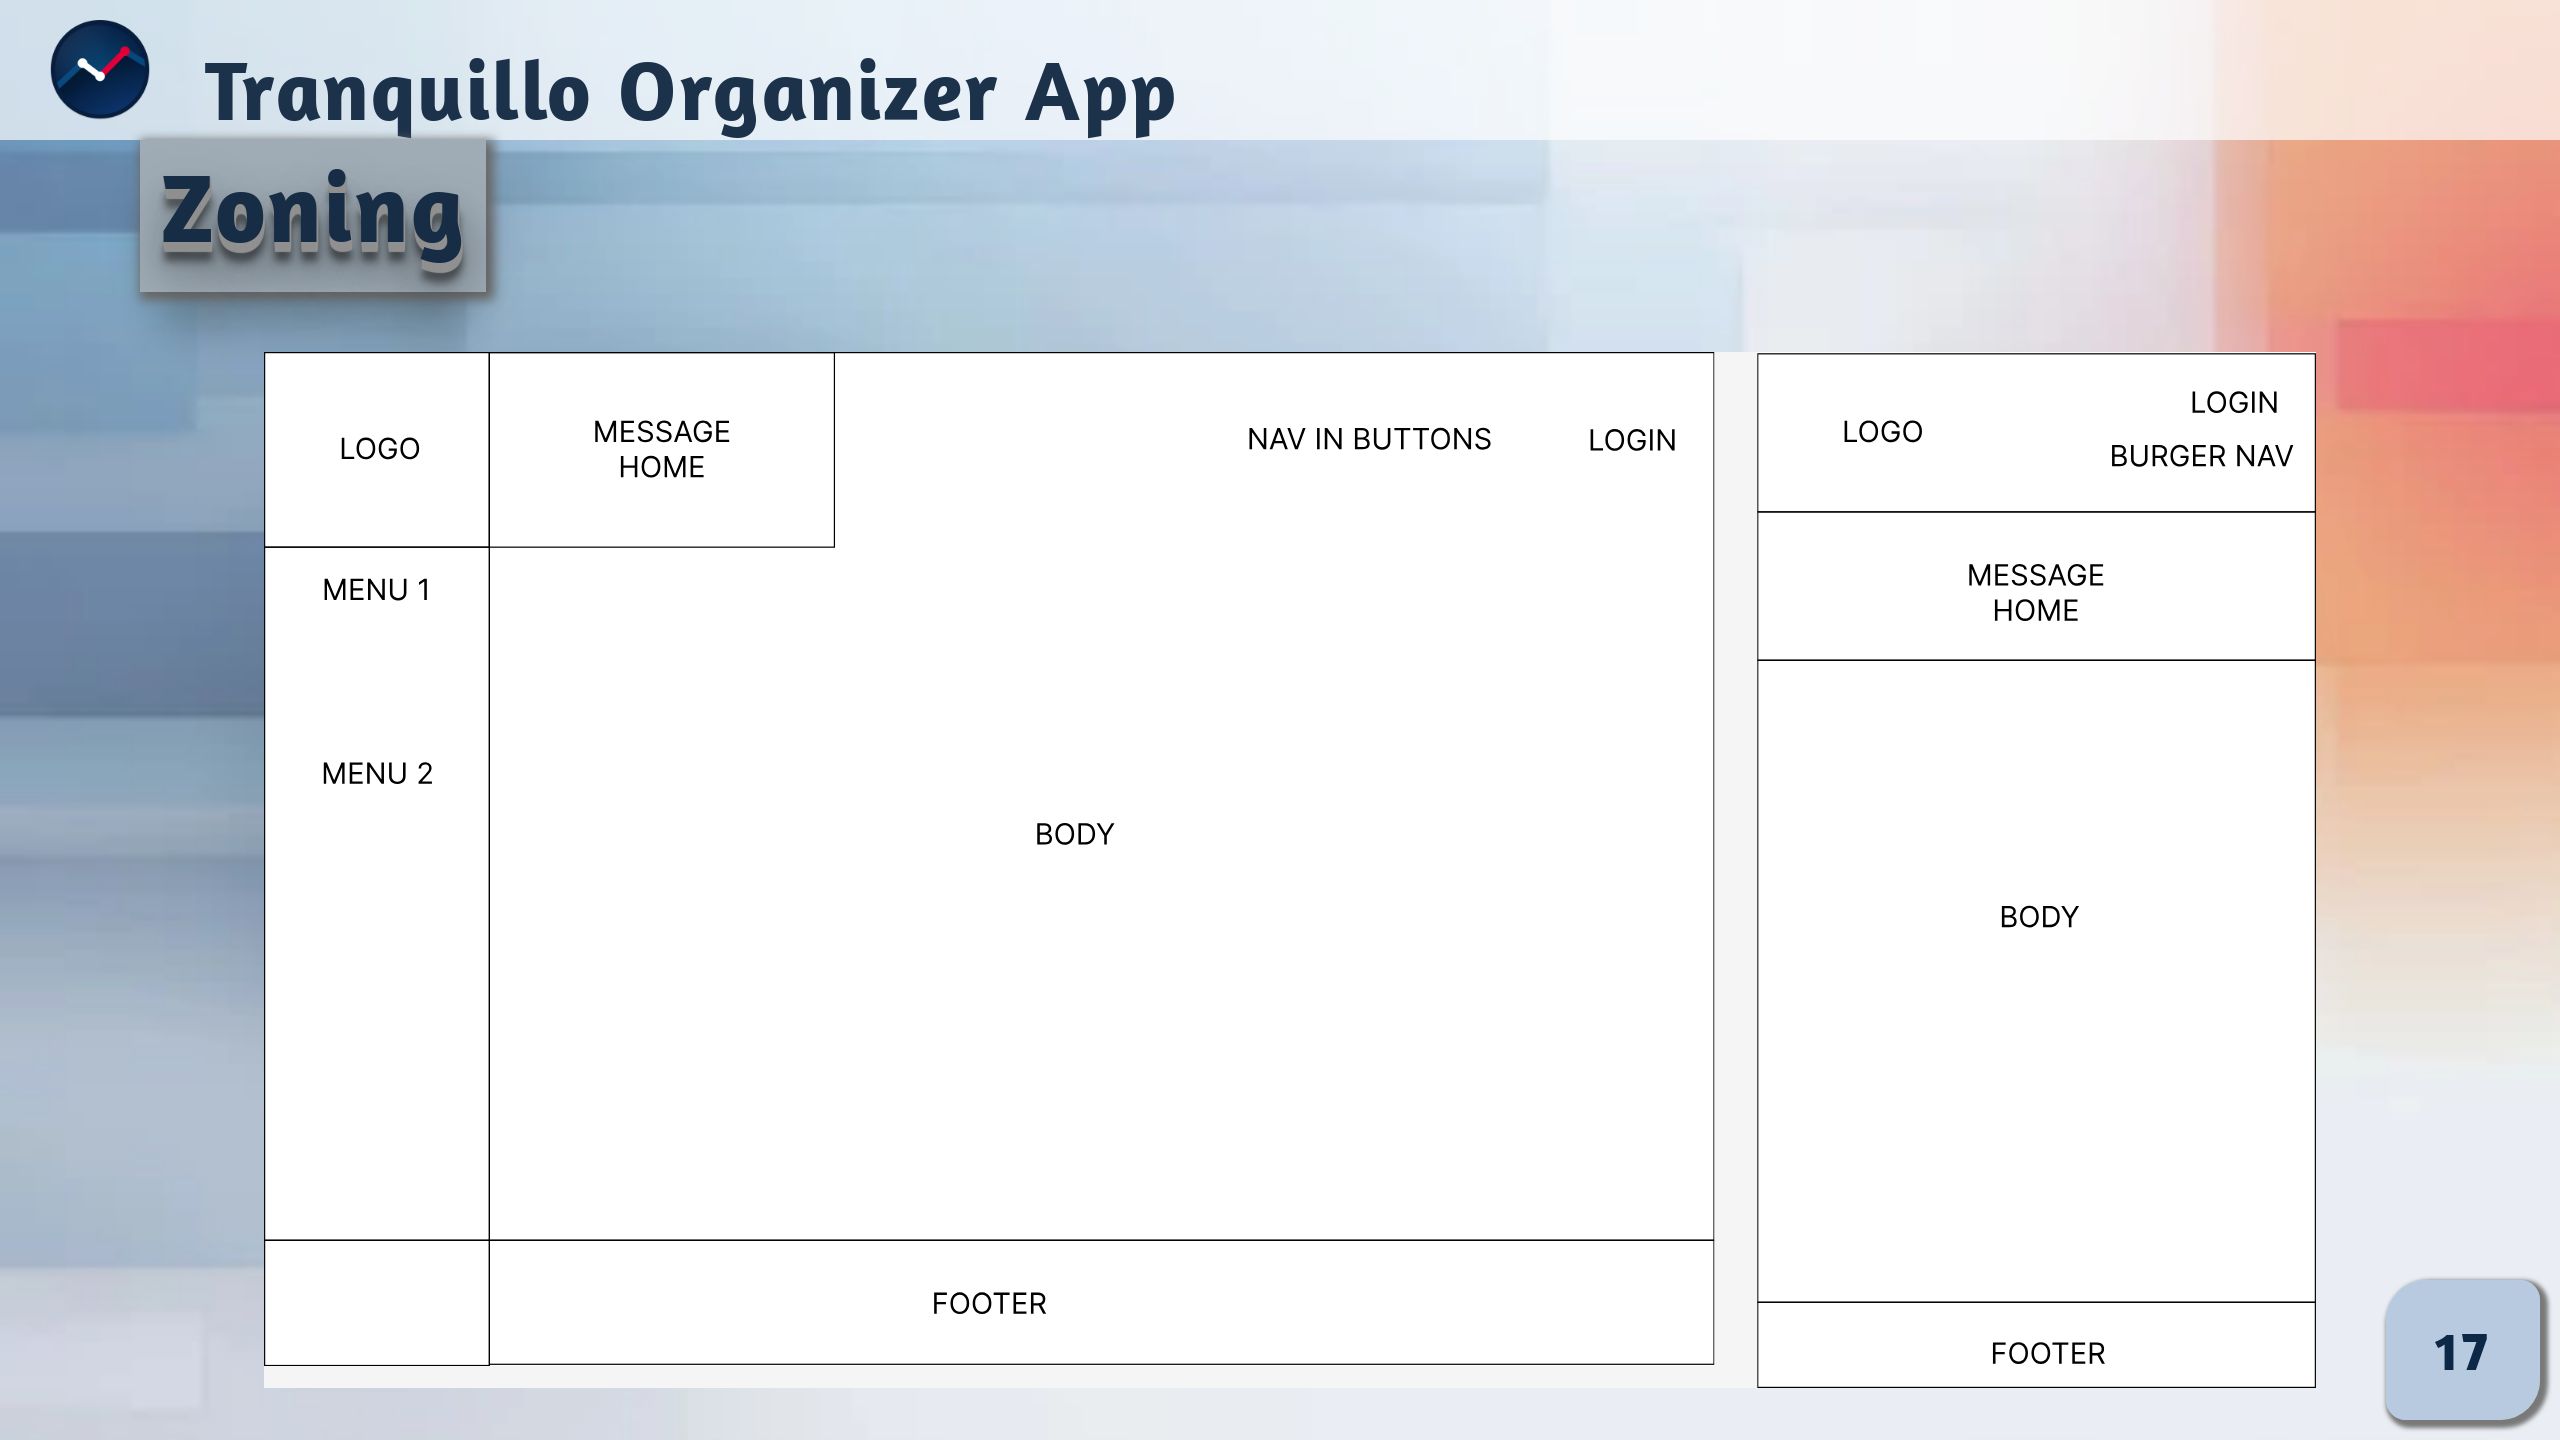 Tranquillo Organizer App
Zoning
LOGO
MESSAGE
HOME
NAV IN BUTTONS
LOGIN
MENU 1
MENU 2
BODY
FOOTER
LOGO
LOGIN
BURGER NAV
MESSAGE
HOME
BODY
FOOTER
17